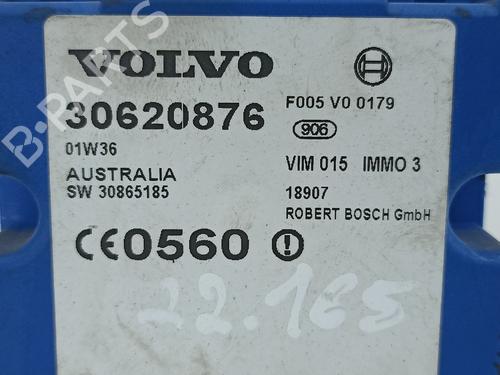 VOLVO
30620876
01W36
AUSTRALIA
SW 30865185
CE0560
F005 V0 0179
906
VIM 015 IMMO 3
18907
ROBERT BOSCH GmbH
22.165
B-PARTS